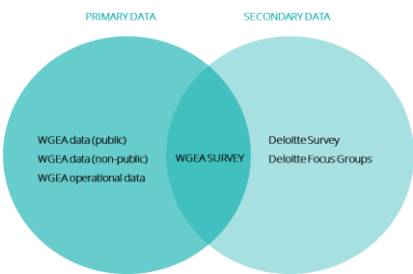 PRIMARY DATA
SECONDARY DATA
WGEA data (public)
WGEA data (non-public)
WGEA operational data
WGEA SURVEY
Deloitte Survey
Deloitte Focus Groups